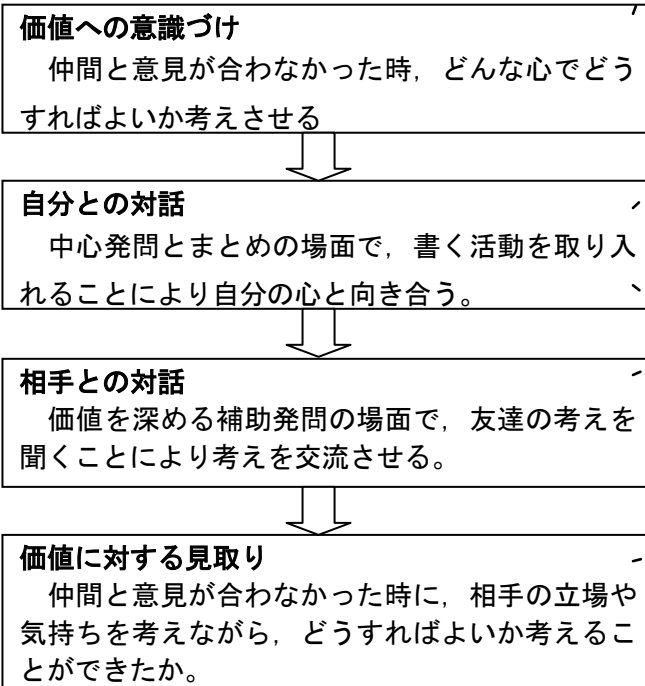 価値への意識づけ
　仲間と意見が合わなかった時，どんな心でどう
すればよいか考えさせる
自分との対話
　中心発問とまとめの場面で，書く活動を取り入
れることにより自分の心と向き合う。
相手との対話
　価値を深める補助発問の場面で，友達の考えを
聞くことにより考えを交流させる。
価値に対する見取り
　仲間と意見が合わなかった時に，相手の立場や
気持ちを考えながら，どうすればよいか考えるこ
とができたか。